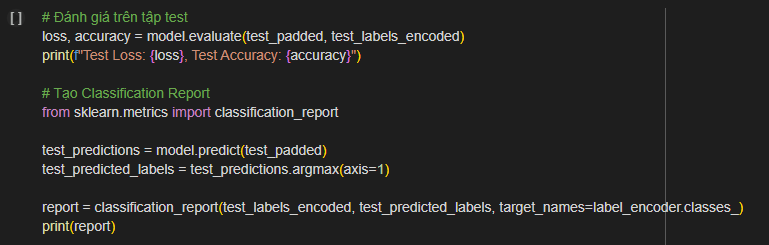 [ ]
# Đánh giá trên tập test
loss, accuracy = model.evaluate(test_padded, test_labels_encoded)
print(f"Test Loss: {loss}, Test Accuracy: {accuracy}")
# Tạo Classification Report
from sklearn.metrics import classification_report
test_predictions = model.predict(test_padded)
test_predicted_labels = test_predictions.argmax(axis=1)
report = classification_report(test_labels_encoded, test_predicted_labels, target_names=label_encoder.classes_)
print(report)